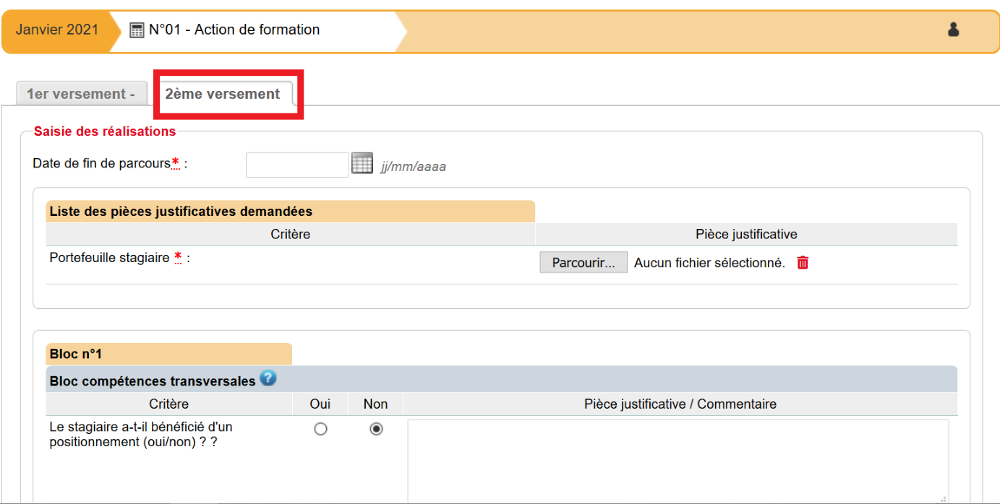 Janvier 2021 N°01 - Action de formation
1er versement - 2ème versement
Saisie des réalisations
Date de fin de parcours* : jj/mm/aaaa
Liste des pièces justificatives demandées
Critère Pièce justificative
Portefeuille stagiaire * : Parcourir... Aucun fichier sélectionné.
Bloc n°1
Bloc compétences transversales ?
Critère Oui Non Pièce justificative / Commentaire
Le stagiaire a-t-il bénéficié d'un
positionnement (oui/non) ? ?